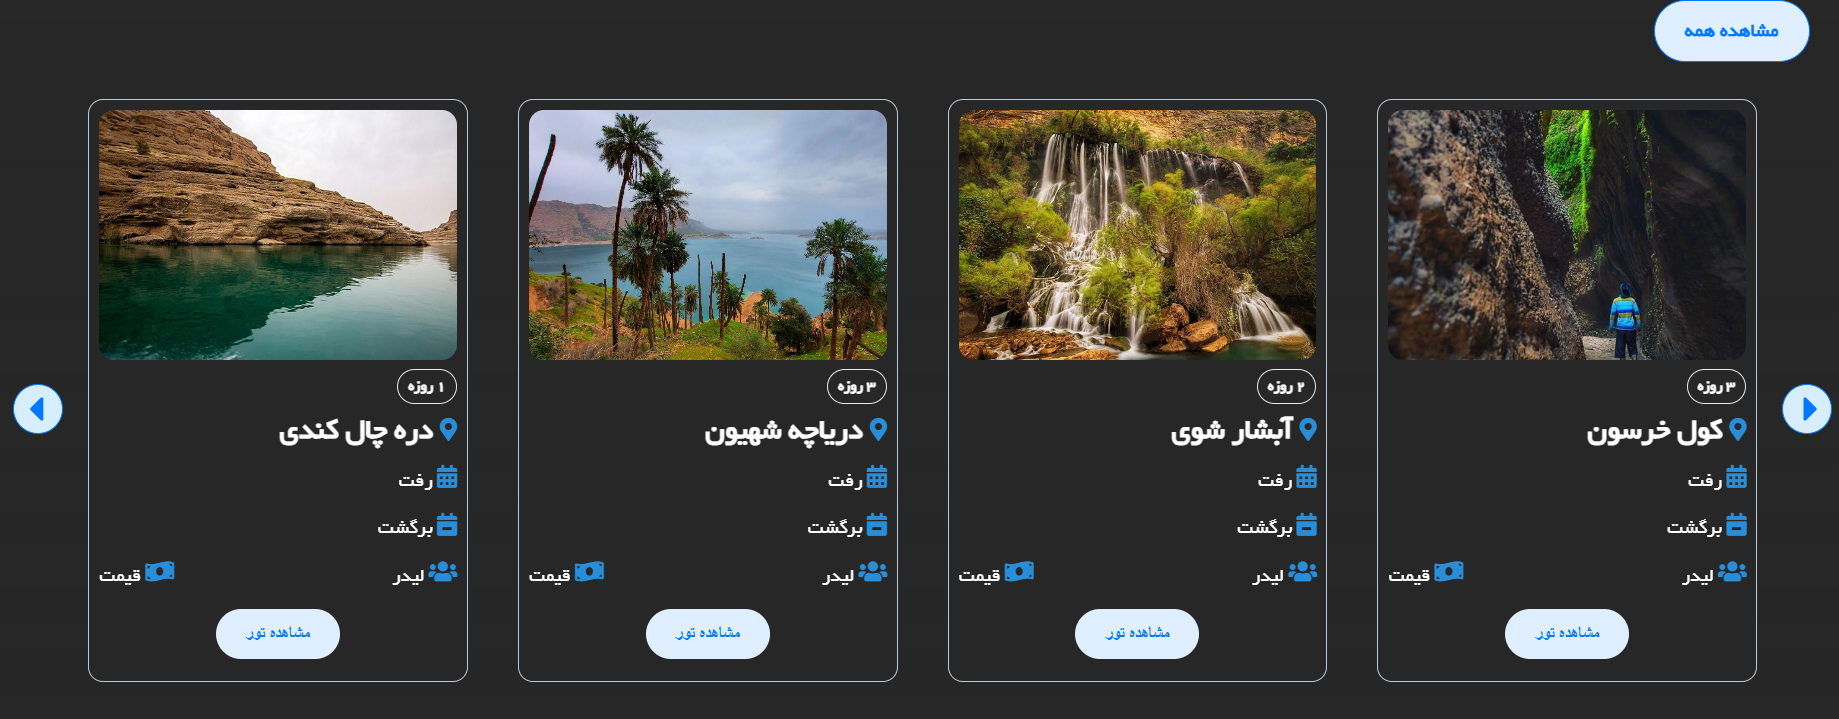 مشاهده همه
۳ روزه
کول خرسون
رفت
برگشت
لیدر
قیمت
مشاهده تور
۲ روزه
آبشار شوی
رفت
برگشت
لیدر
قیمت
مشاهده تور
۳ روزه
دریاچه شهیون
رفت
برگشت
لیدر
قیمت
مشاهده تور
۱ روزه
دره چال کندی
رفت
برگشت
لیدر
قیمت
مشاهده تور